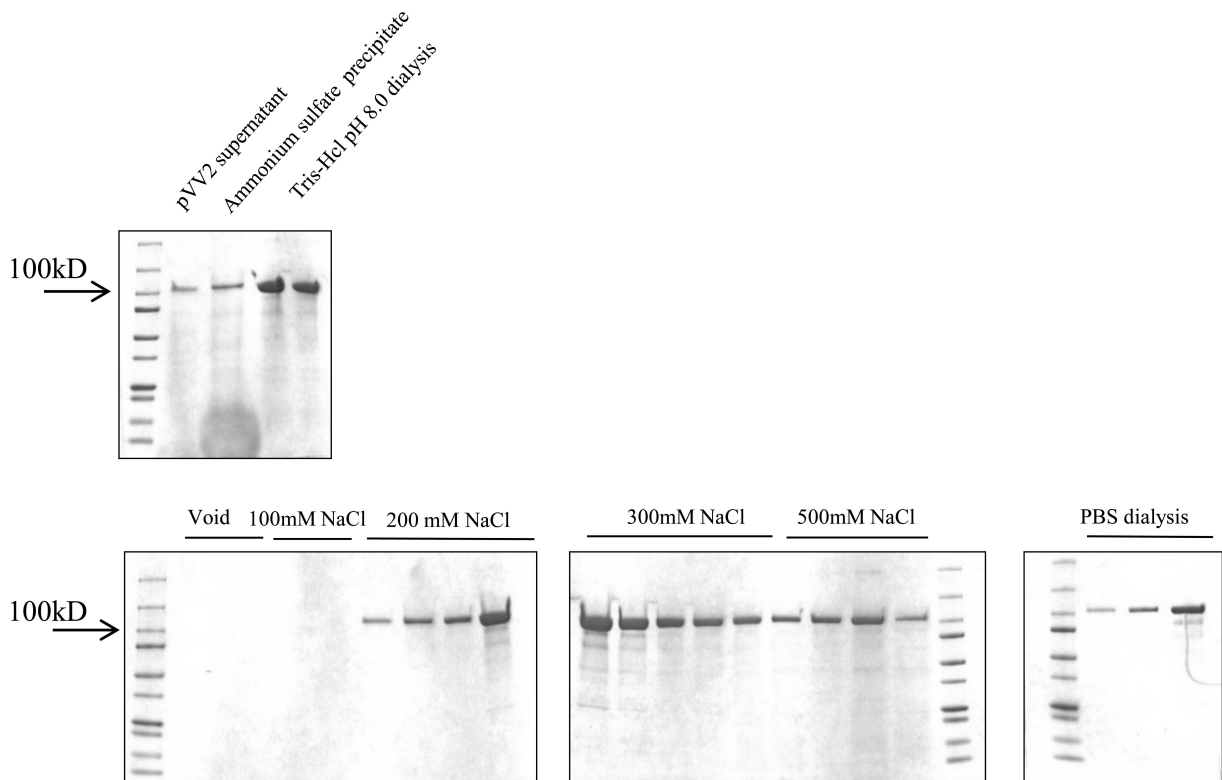 pVV2 supernatant
Ammonium sulfate precipitate
Tris-Hcl pH 8.0 dialysis
100kD
Void
100mM NaCl
200 mM NaCl
300mM NaCl
500mM NaCl
PBS dialysis
100kD